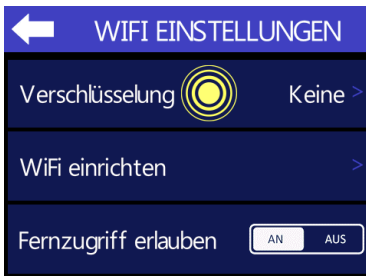 WIFI EINSTELLUNGEN
Verschlüsselung Keine >
WiFi einrichten >
Fernzugriff erlauben AN AUS